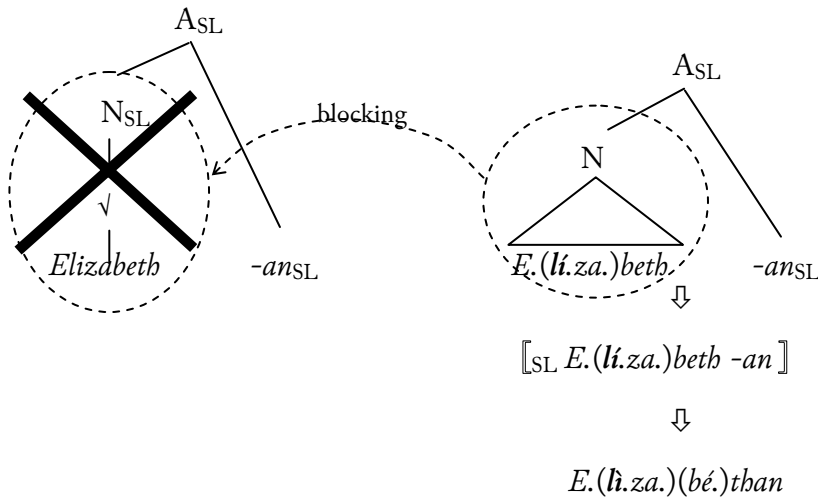 A_SL
N_SL
√
Elizabeth
-an_SL
blocking
A_SL
N
E.(lí.za.)beth
-an_SL
⇩
⟦_SL E.(lí.za.)beth -an⟧
⇩
E.(lì.za.)(bé.)than